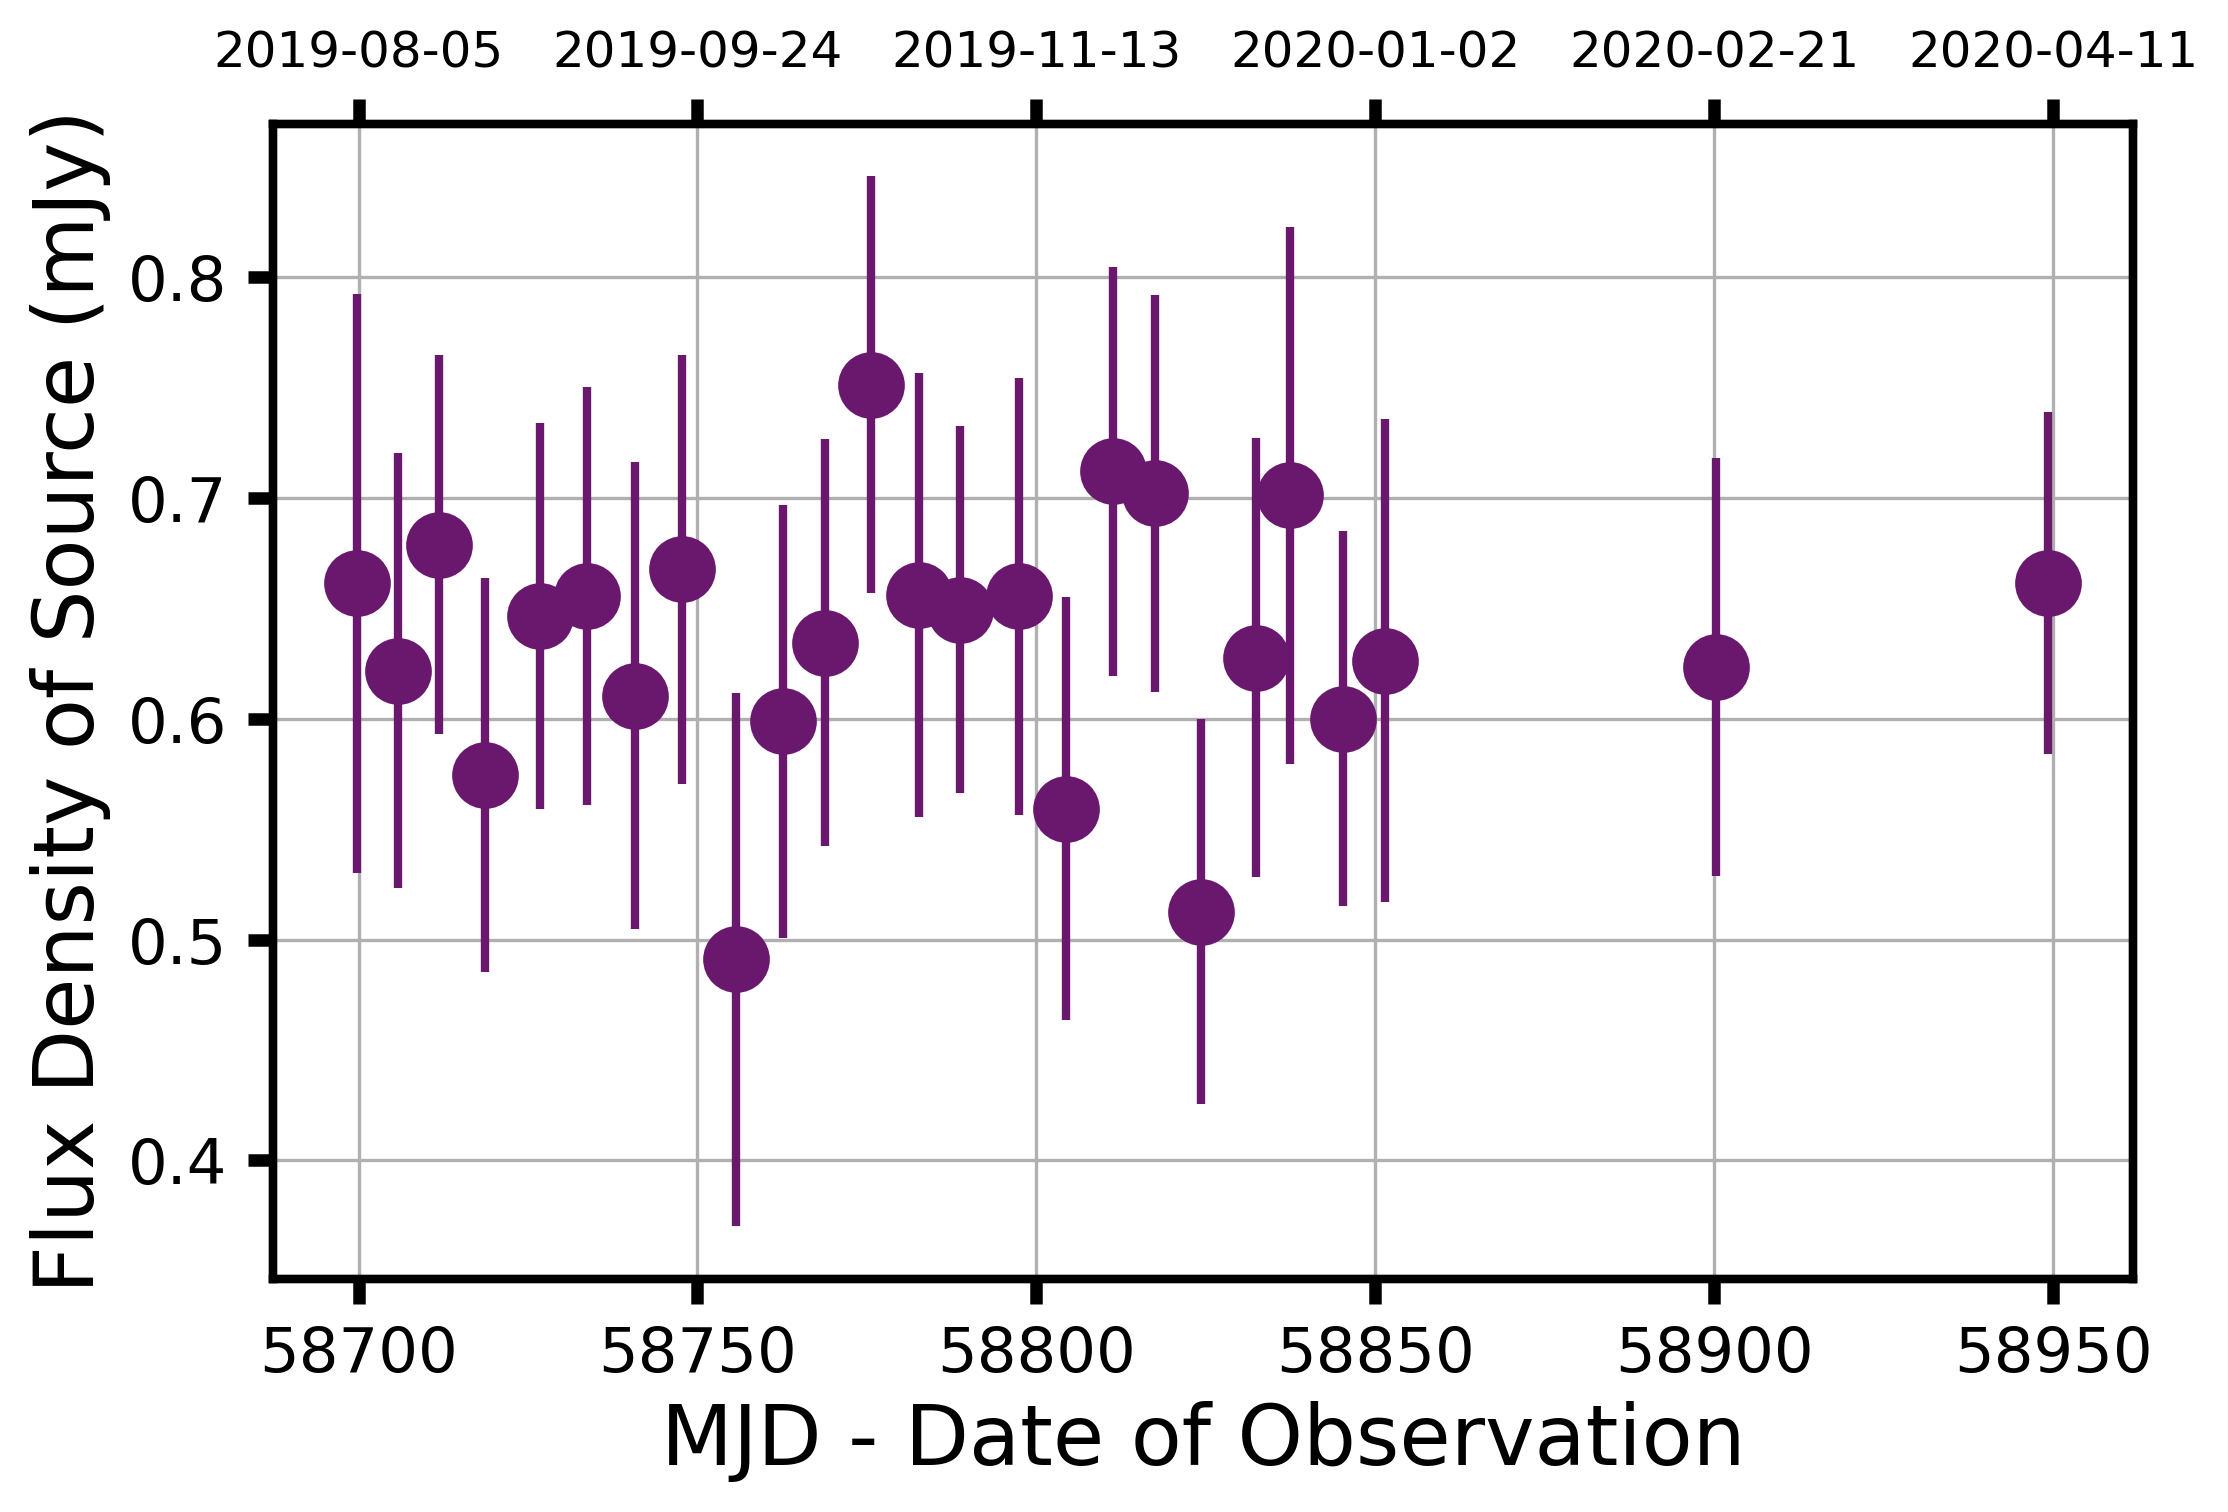 2019-08-05 2019-09-24 2019-11-13 2020-01-02 2020-02-21 2020-04-11
Flux Density of Source (mJy)
0.8
0.7
0.6
0.5
0.4
58700 58750 58800 58850 58900 58950
MJD - Date of Observation